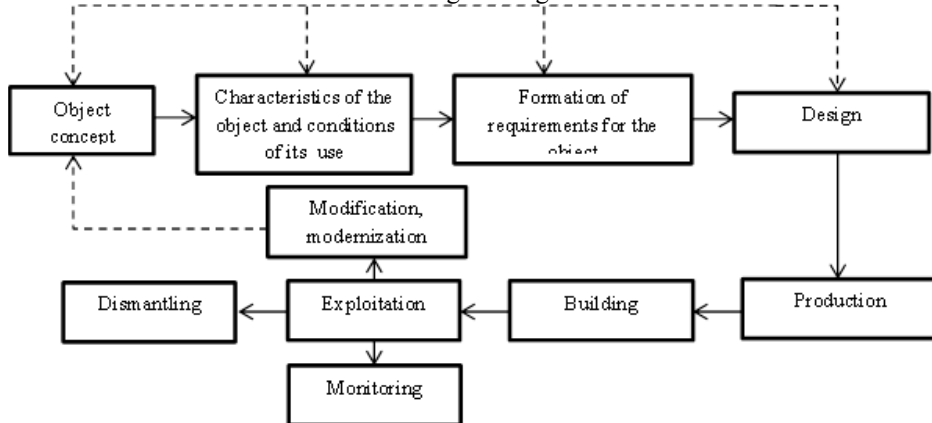 Object
concept
Characteristics of the
object and conditions
of its use
Formation of
requirements for the
object
Design
Modification,
modernization
Dismantling
Exploitation
Building
Production
Monitoring